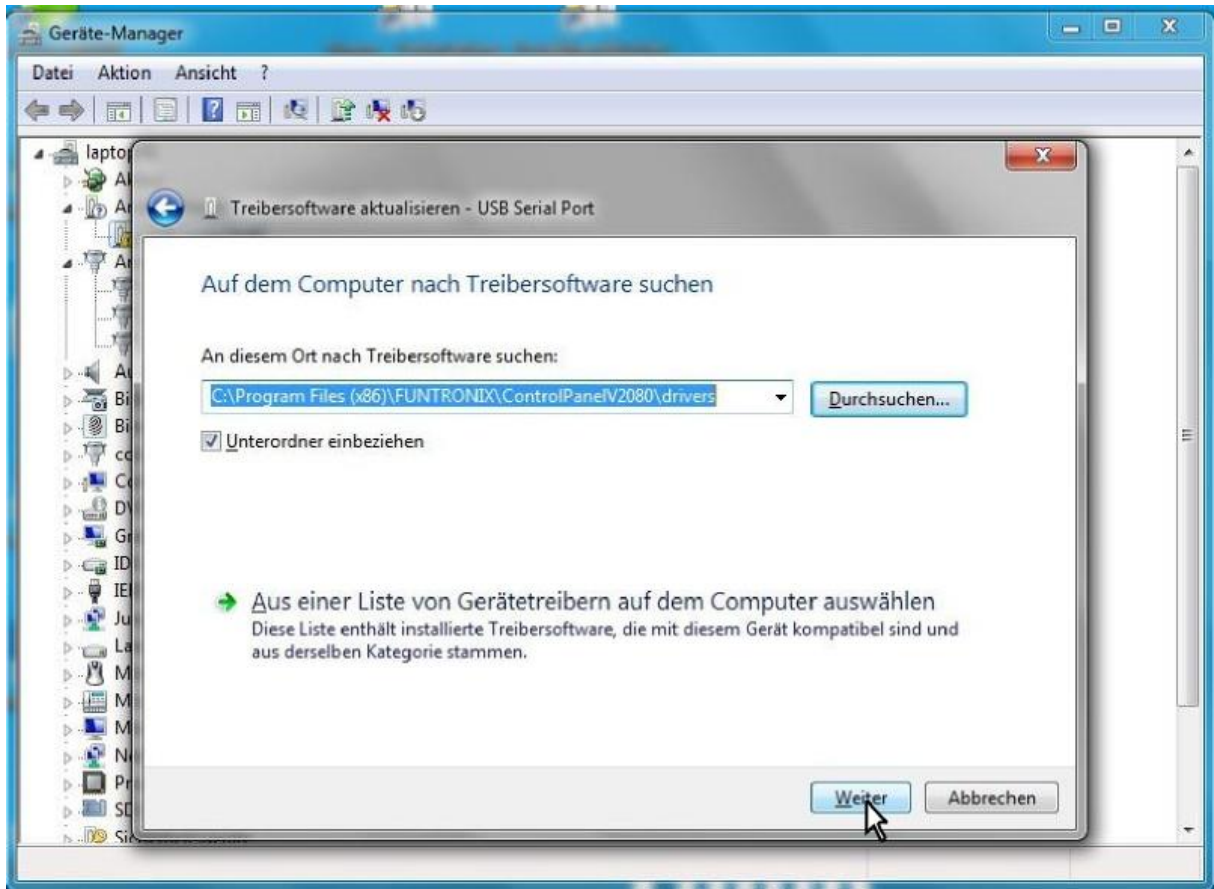 Geräte-Manager
Datei Aktion Ansicht ?
laptop
Treibersoftware aktualisieren - USB Serial Port
Auf dem Computer nach Treibersoftware suchen
An diesem Ort nach Treibersoftware suchen:
C:\Program Files (x86)\FUNTRONIX\ControlPanelV2080\drivers
Durchsuchen...
Unterordner einbeziehen
Aus einer Liste von Gerätetreibern auf dem Computer auswählen
Diese Liste enthält installierte Treibersoftware, die mit diesem Gerät kompatibel sind und
aus derselben Kategorie stammen.
Weiter Abbrechen